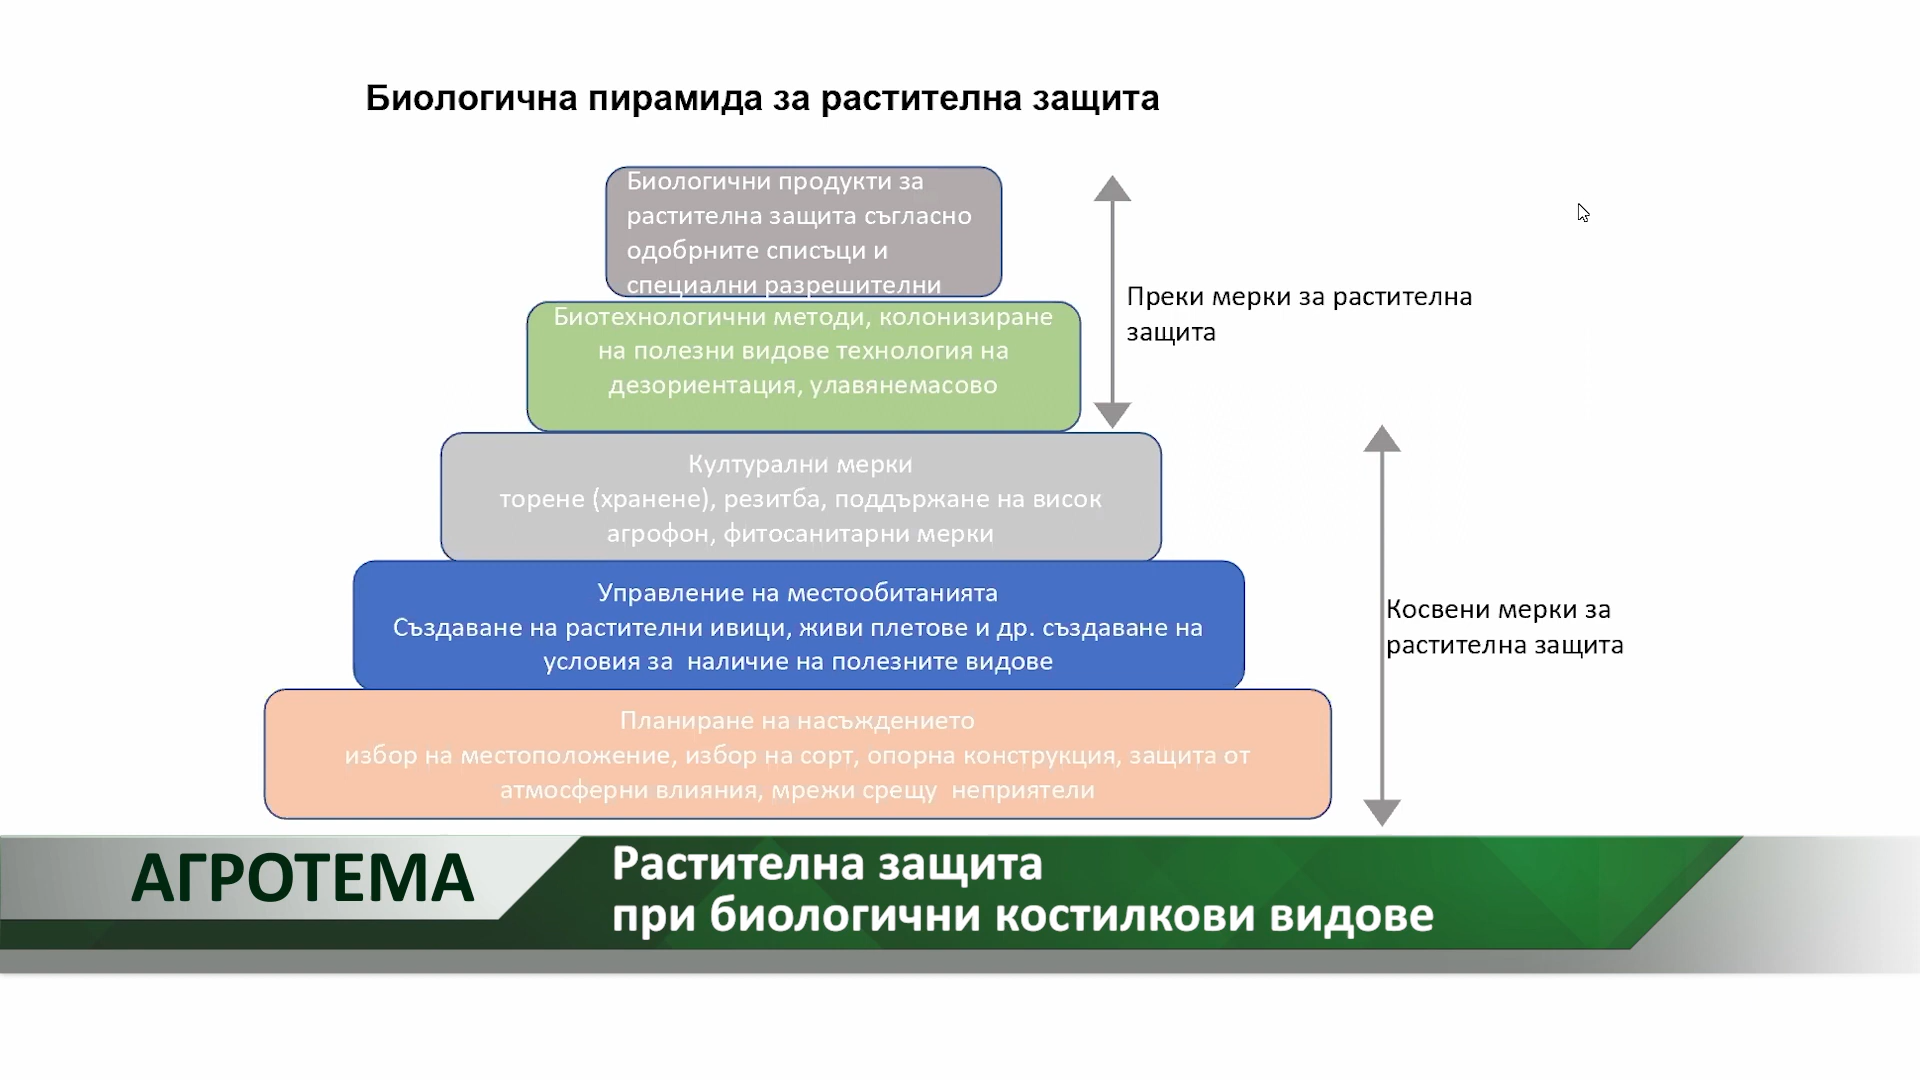 Биологична пирамида за растителна защита
Биологични продукти за
растителна защита съгласно
одобрните списъци и
специални разрешителни
Биотехнологични методи, колонизиране
на полезни видове технология на
дезориентация, улавянемасово
Преки мерки за растителна
защита
Културални мерки
торене (хранене), резитба, поддържане на висок
агрофон, фитосанитарни мерки
Управление на местообитанията
Създаване на растителни ивици, живи плетове и др. създаване на
условия за  наличие на полезните видове
Косвени мерки за
растителна защита
Планиране на насъждението
избор на местоположение, избор на сорт, опорна конструкция, защита от
атмосферни влияния, мрежи срещу  неприятели
АГРОТЕМА
Растителна защита
при биологични костилкови видове